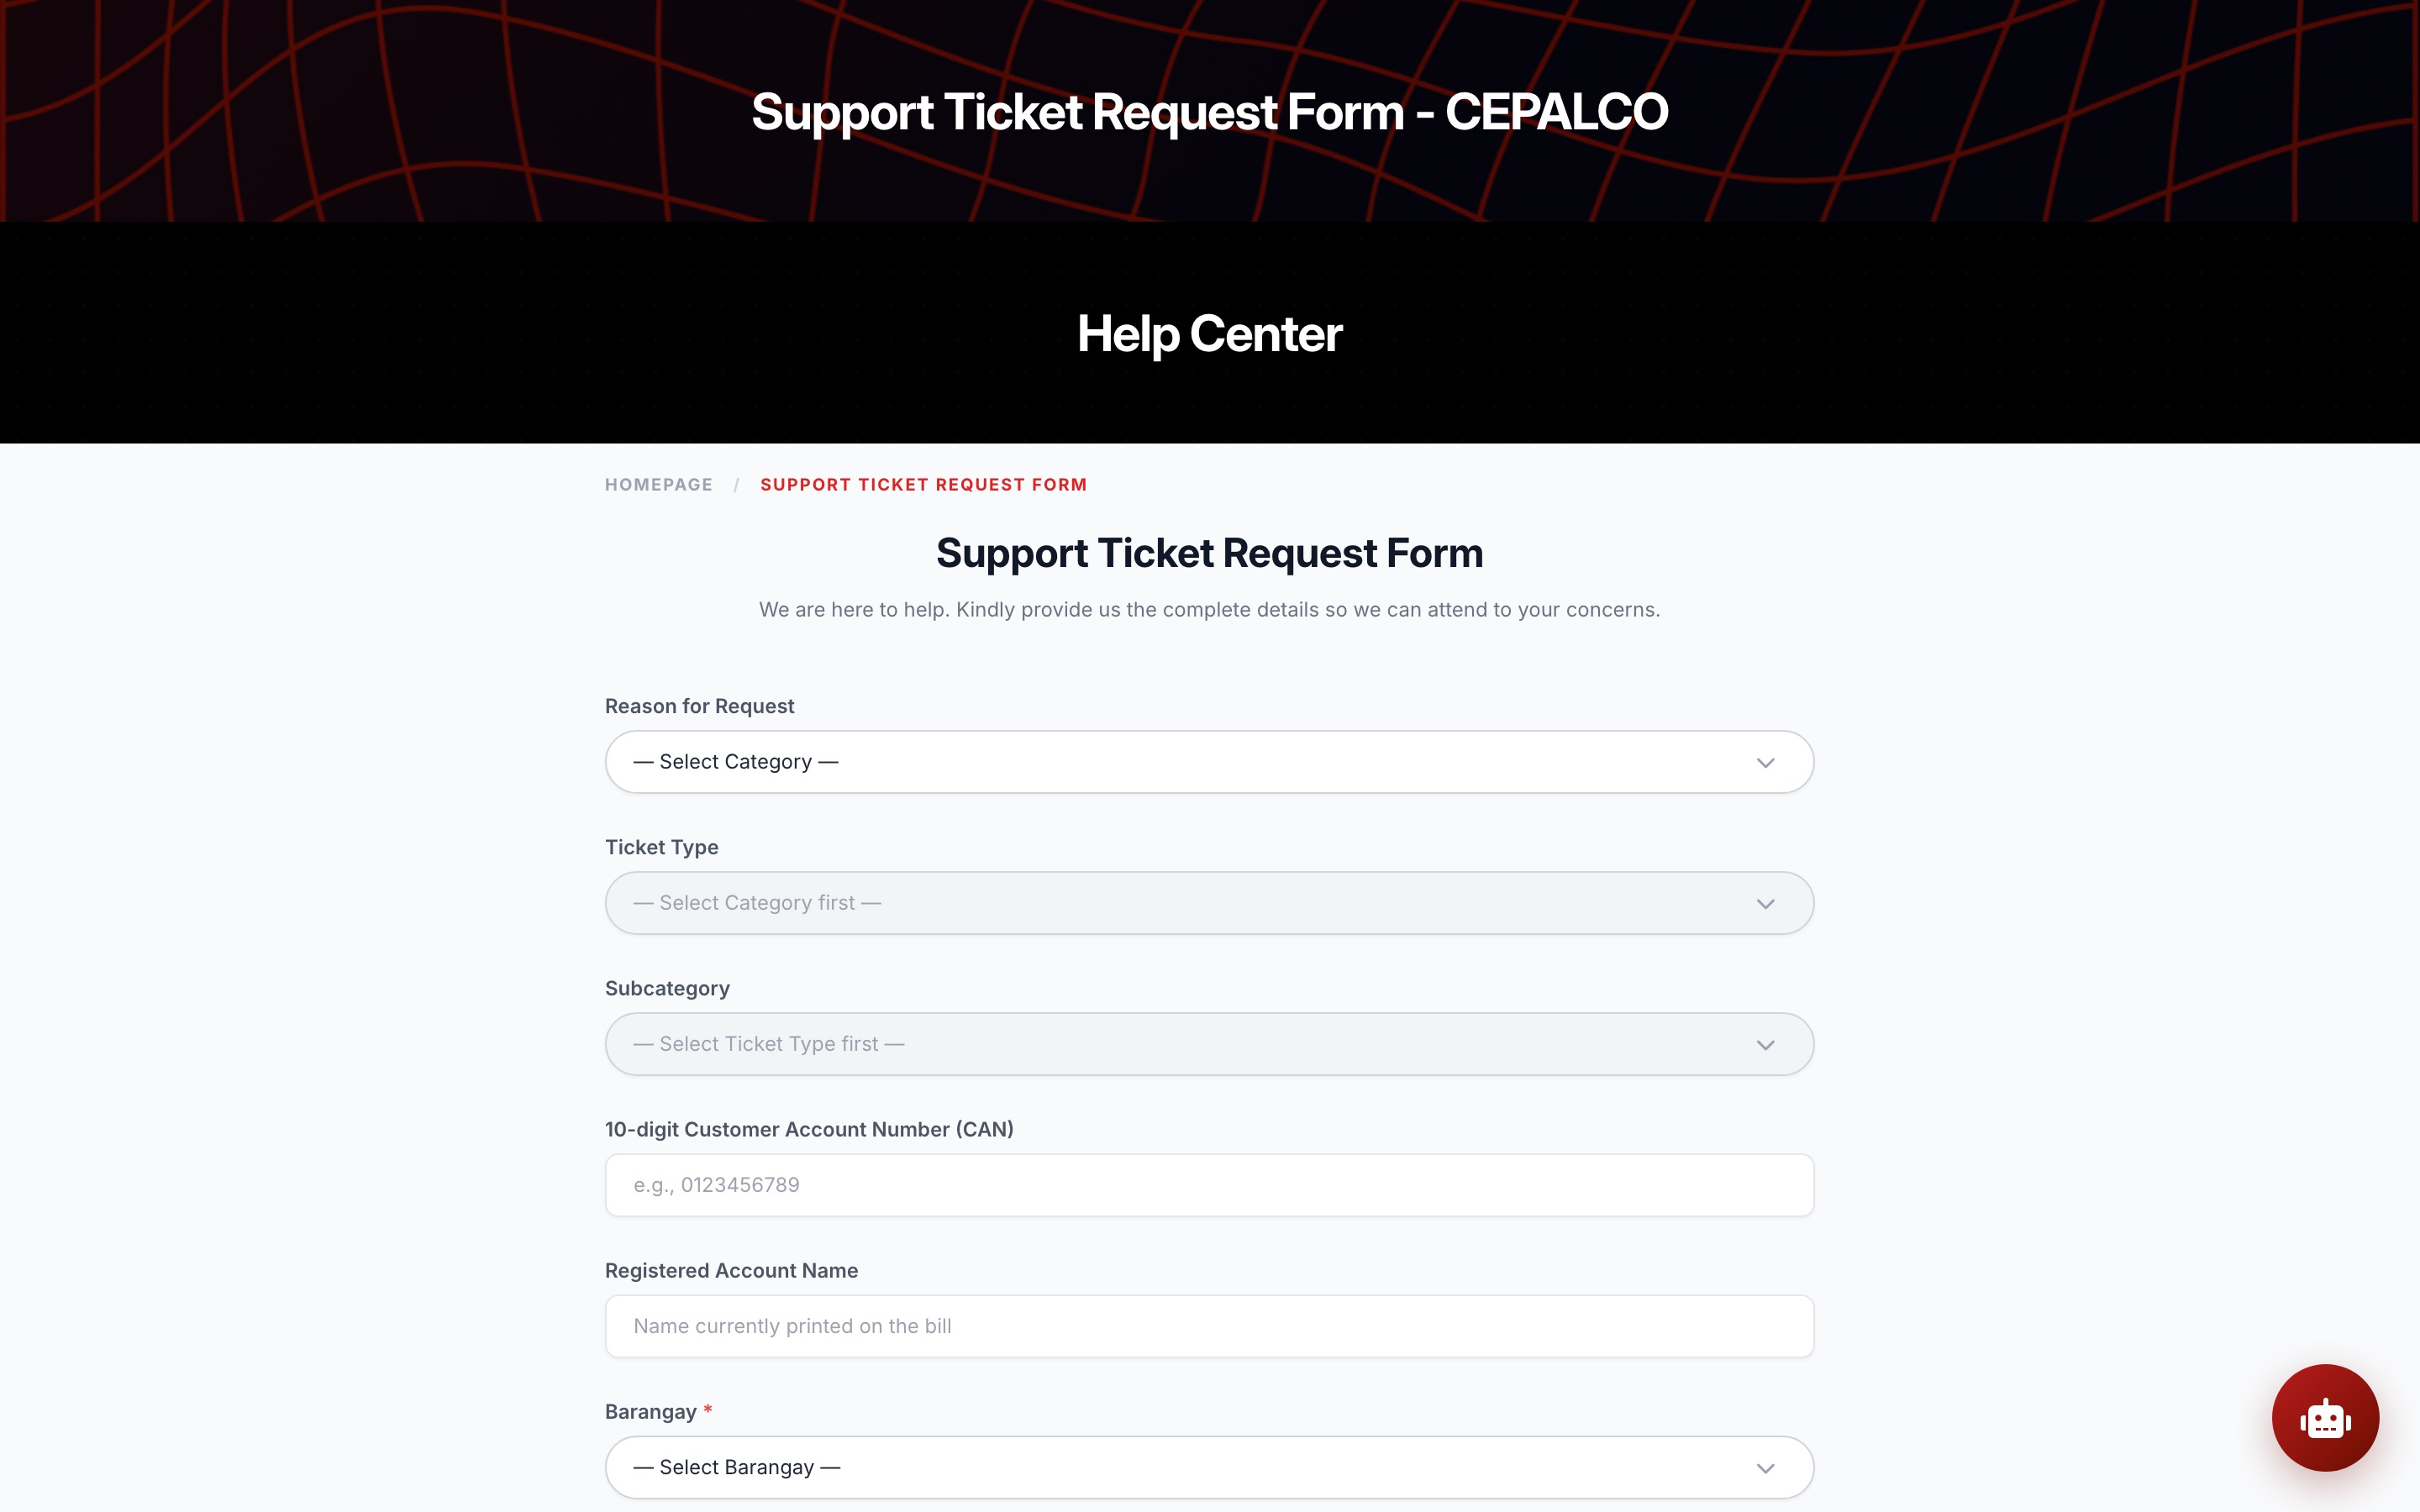 Support Ticket Request Form - CEPALCO
Help Center
HOMEPAGE / SUPPORT TICKET REQUEST FORM
Support Ticket Request Form
We are here to help. Kindly provide us the complete details so we can attend to your concerns.
Reason for Request
— Select Category —
Ticket Type
— Select Category first —
Subcategory
— Select Ticket Type first —
10-digit Customer Account Number (CAN)
e.g., 0123456789
Registered Account Name
Name currently printed on the bill
Barangay *
— Select Barangay —